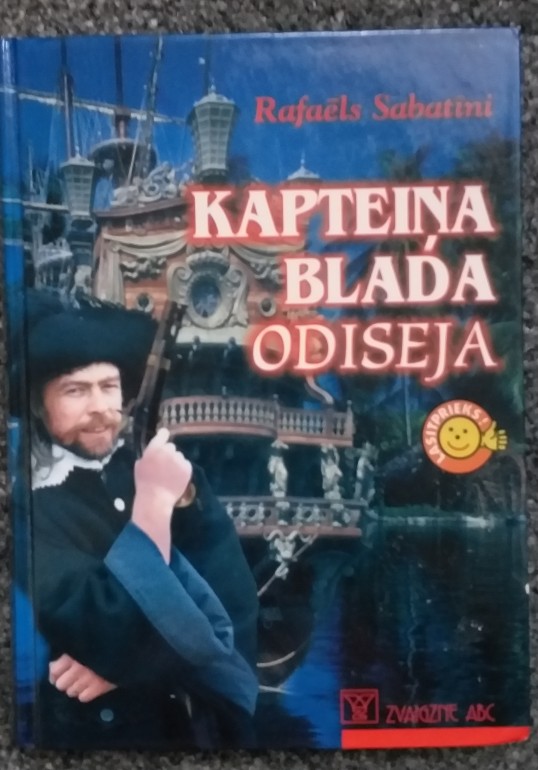 Rafaēls Sabatini
KAPTEIŅA
BLADA
ODISEJA
LASĪTPRIEKS!
ZVAIGZNE ABC